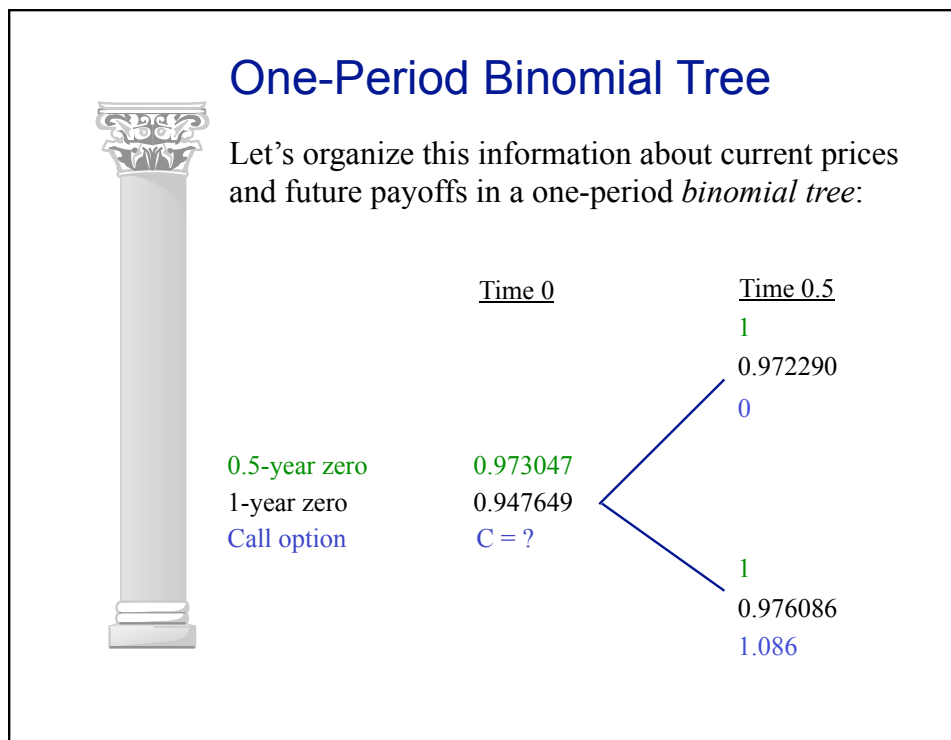 One-Period Binomial Tree
Let’s organize this information about current prices
and future payoffs in a one-period binomial tree:
Time 0 Time 0.5
1
0.972290
0
0.5-year zero 0.973047
1-year zero 0.947649
Call option C = ?
1
0.976086
1.086